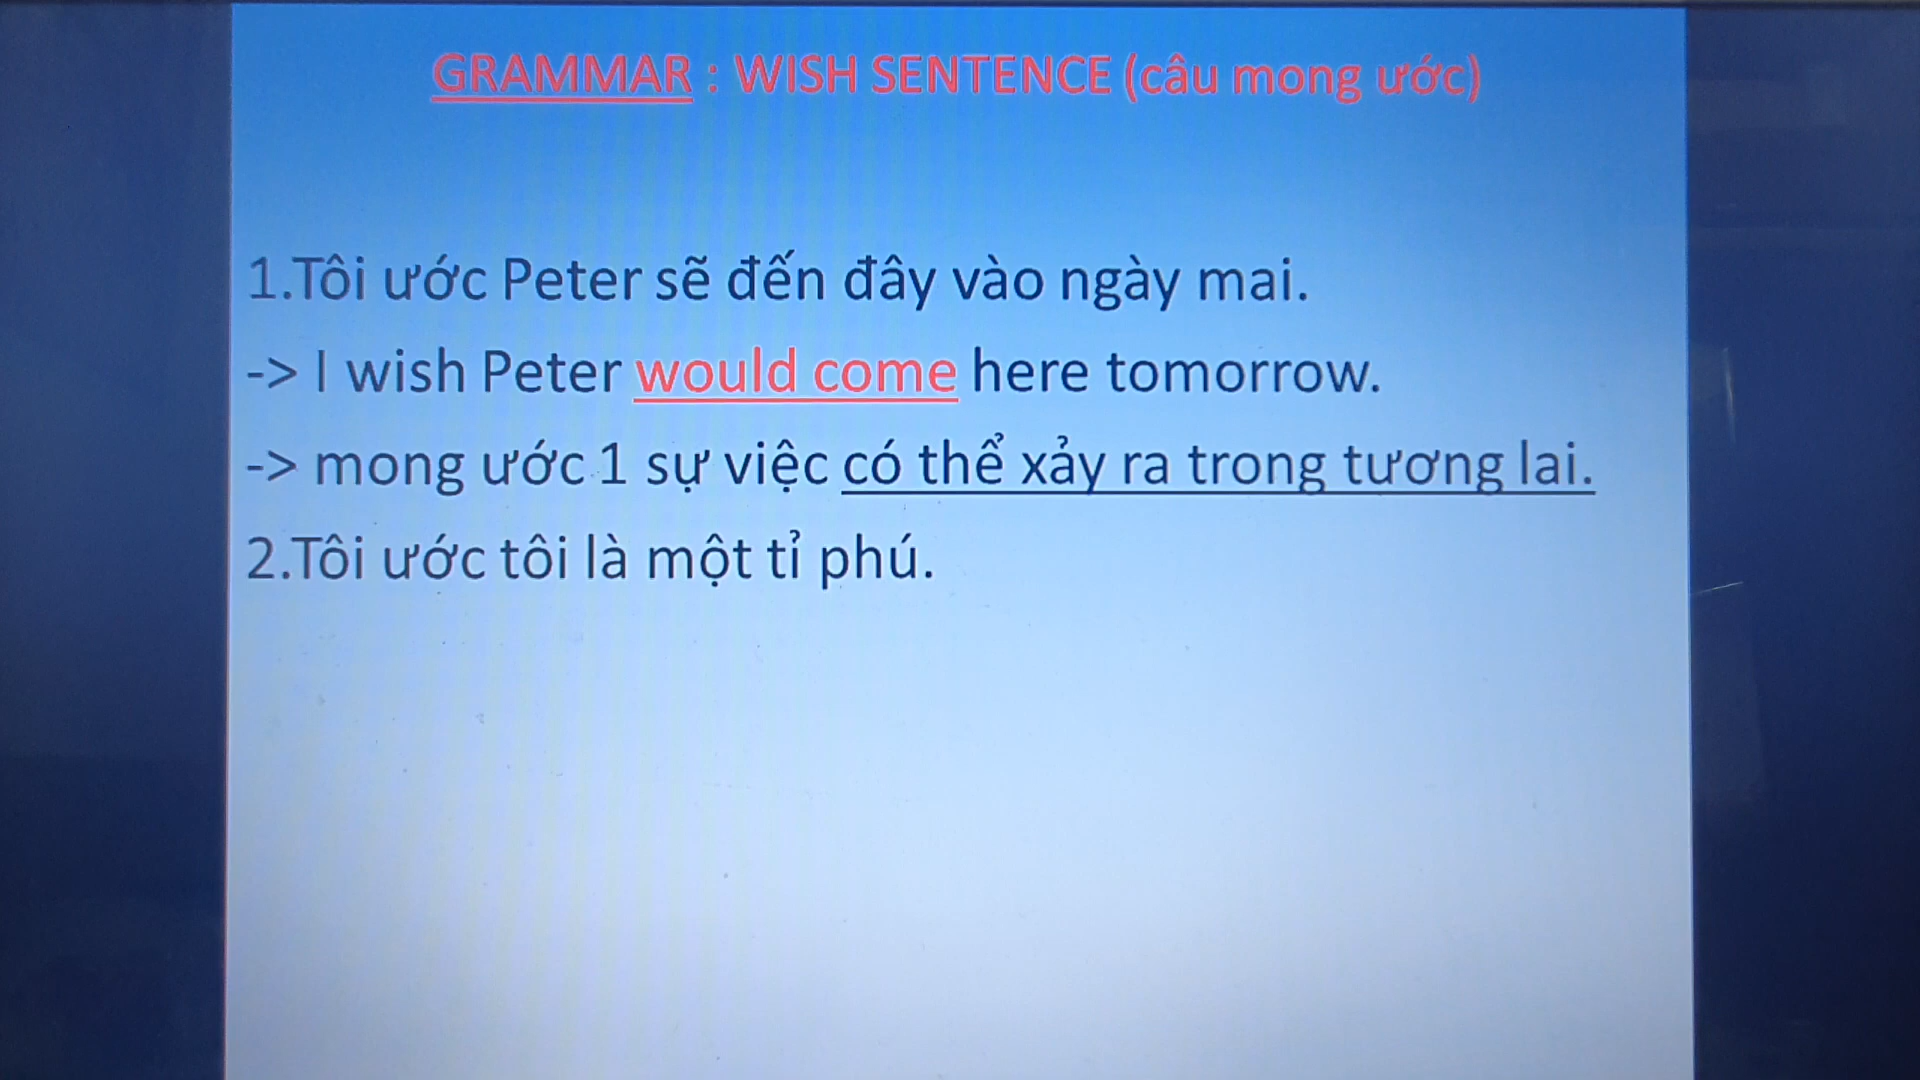 GRAMMAR : WISH SENTENCE (câu mong ước)
1.Tôi ước Peter sẽ đến đây vào ngày mai.
-> I wish Peter would come here tomorrow.
-> mong ước 1 sự việc có thể xảy ra trong tương lai.
2.Tôi ước tôi là một tỉ phú.